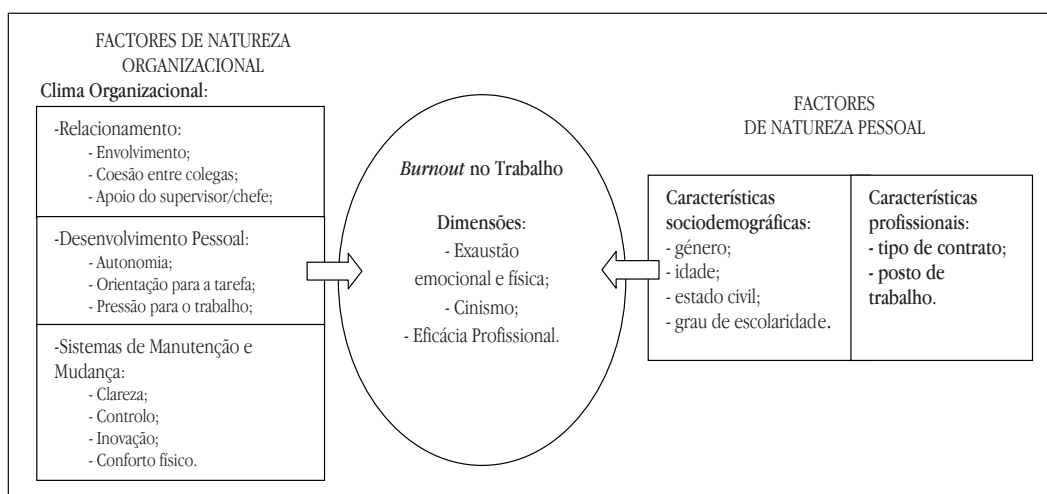 FACTORES DE NATUREZA
ORGANIZACIONAL
Clima Organizacional:
-Relacionamento:
- Envolvimento;
- Coesão entre colegas;
- Apoio do supervisor/chefe;
-Desenvolvimento Pessoal:
- Autonomia;
- Orientação para a tarefa;
- Pressão para o trabalho;
-Sistemas de Manutenção e
Mudança:
- Clareza;
- Controlo;
- Inovação;
- Conforto físico.
Burnout no Trabalho
Dimensões:
- Exaustão
emocional e física;
- Cinismo;
- Eficácia Profissional.
FACTORES
DE NATUREZA PESSOAL
Características
sociodemográficas:
- género;
- idade;
- estado civil;
- grau de escolaridade.
Características
profissionais:
- tipo de contrato;
- posto de
trabalho.